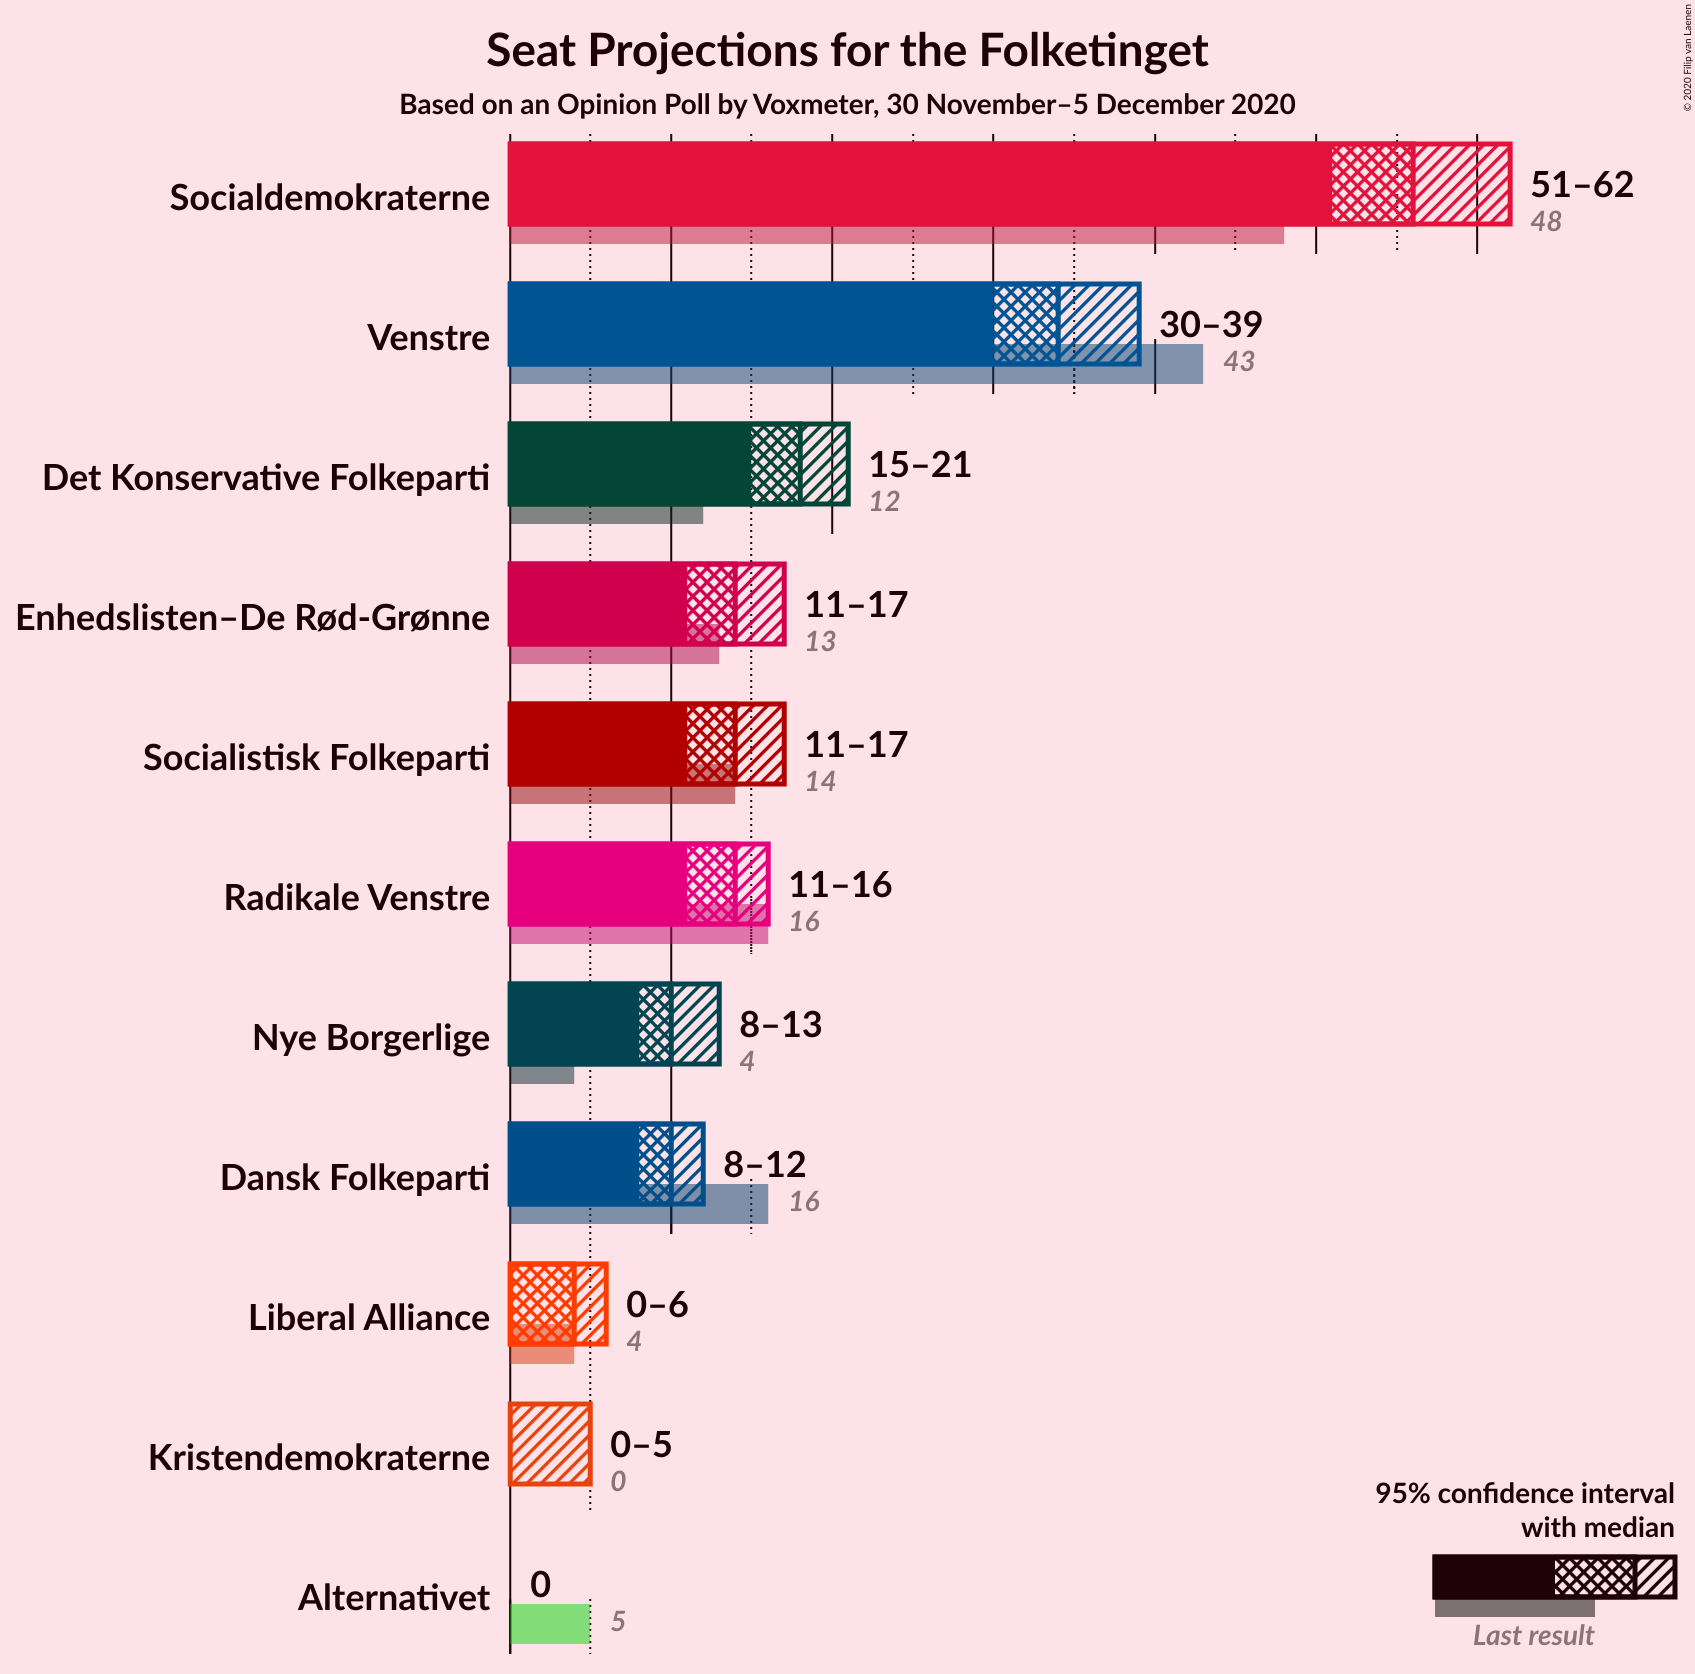 Seat Projections for the Folketinget
Based on an Opinion Poll by Voxmeter, 30 November–5 December 2020
© 2020 Filip van Laenen
Socialdemokraterne
51–62
48
Venstre
30–39
43
Det Konservative Folkeparti
15–21
12
Enhedslisten–De Rød-Grønne
11–17
13
Socialistisk Folkeparti
11–17
14
Radikale Venstre
11–16
16
Nye Borgerlige
8–13
4
Dansk Folkeparti
8–12
16
Liberal Alliance
0–6
4
Kristendemokraterne
0–5
0
Alternativet
0
5
95% confidence interval
with median
Last result